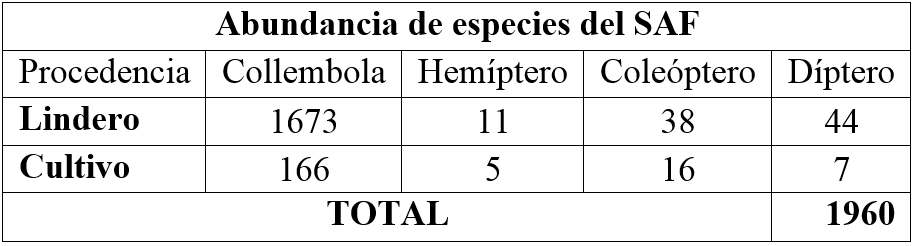 Abundancia de especies del SAF
Procedencia Collembola Hemíptero Coleóptero Díptero
Lindero 1673 11 38 44
Cultivo 166 5 16 7
TOTAL 1960